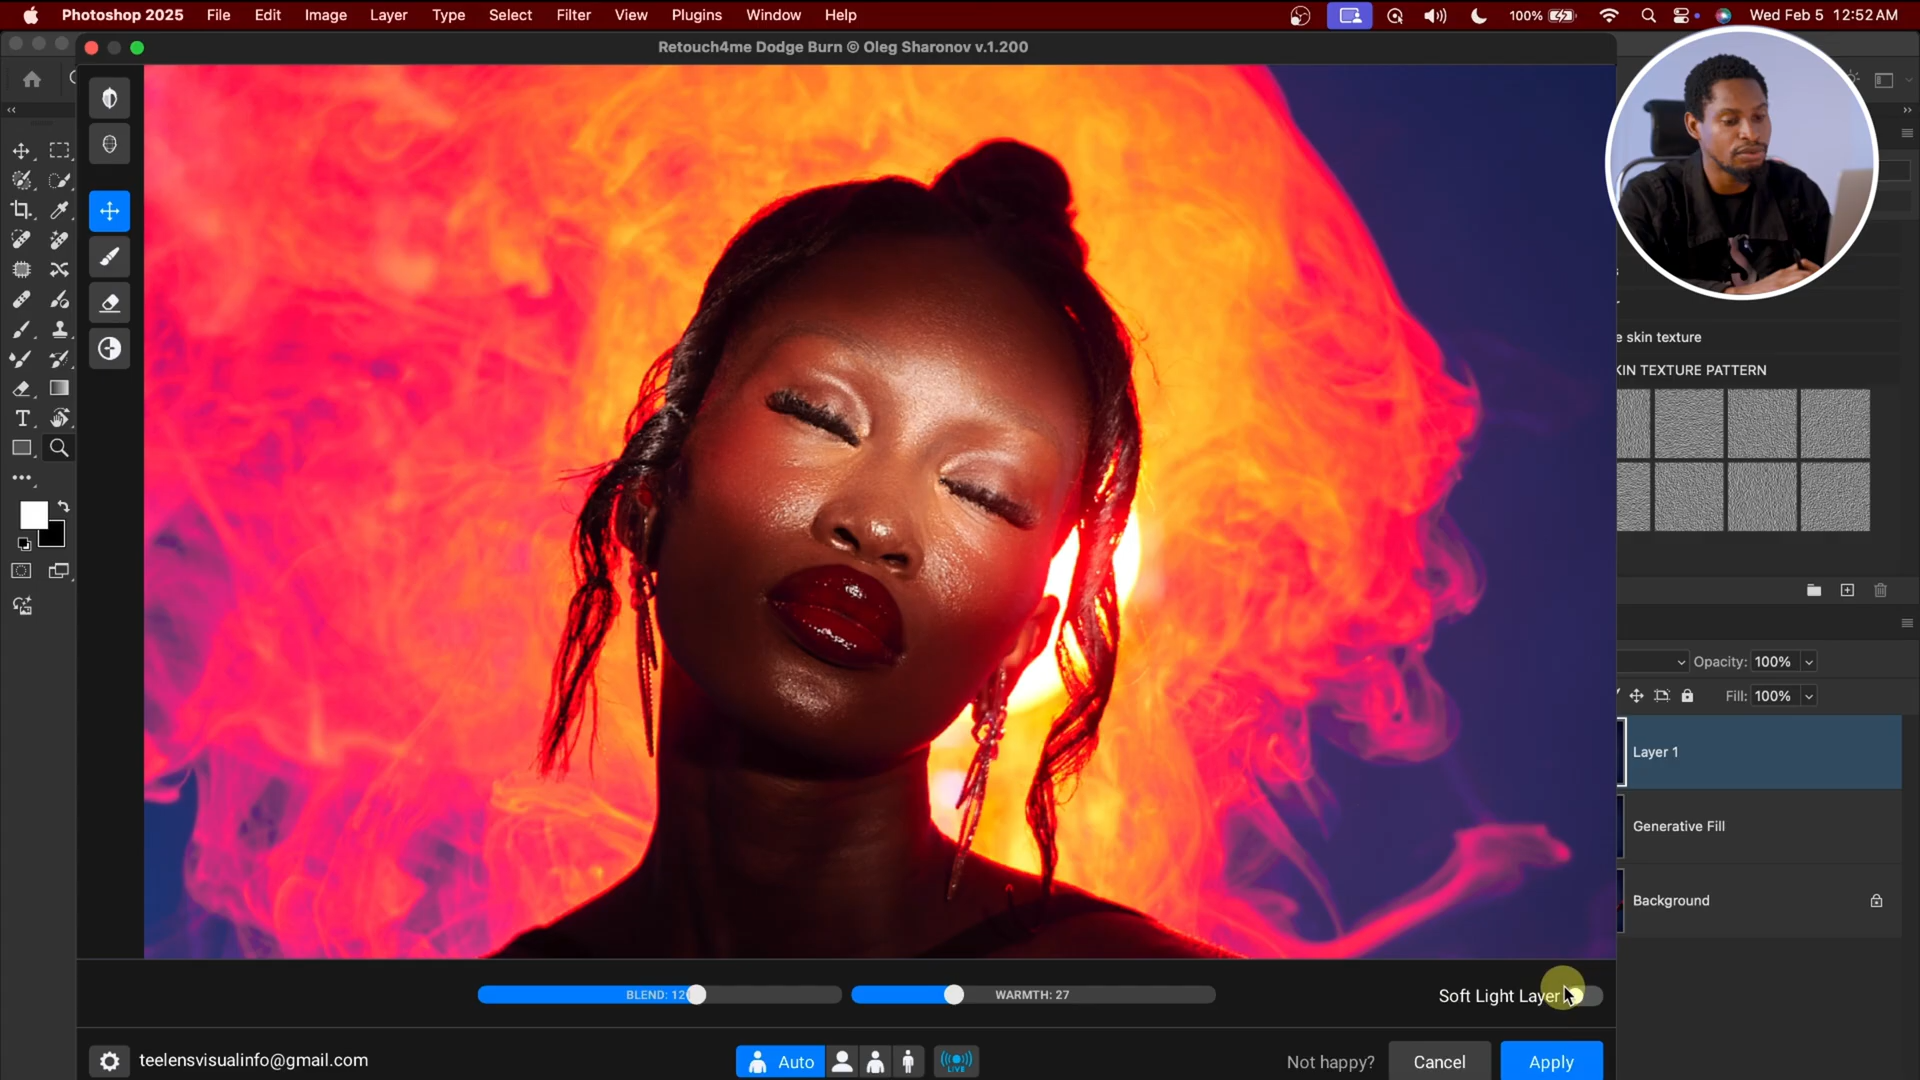 Photoshop 2025 File Edit Image Layer Type Select Filter View Plugins Window Help 100% Wed Feb 5 12:52 AM
Retouch4me Dodge Burn © Oleg Sharonov v.1.200
e skin texture
KIN TEXTURE PATTERN
Opacity: 100%
Fill: 100%
Layer 1
Generative Fill
Background
BLEND: 12 WARMTH: 27 Soft Light Layer
teelensvisualinfo@gmail.com Auto LIVE Not happy? Cancel Apply